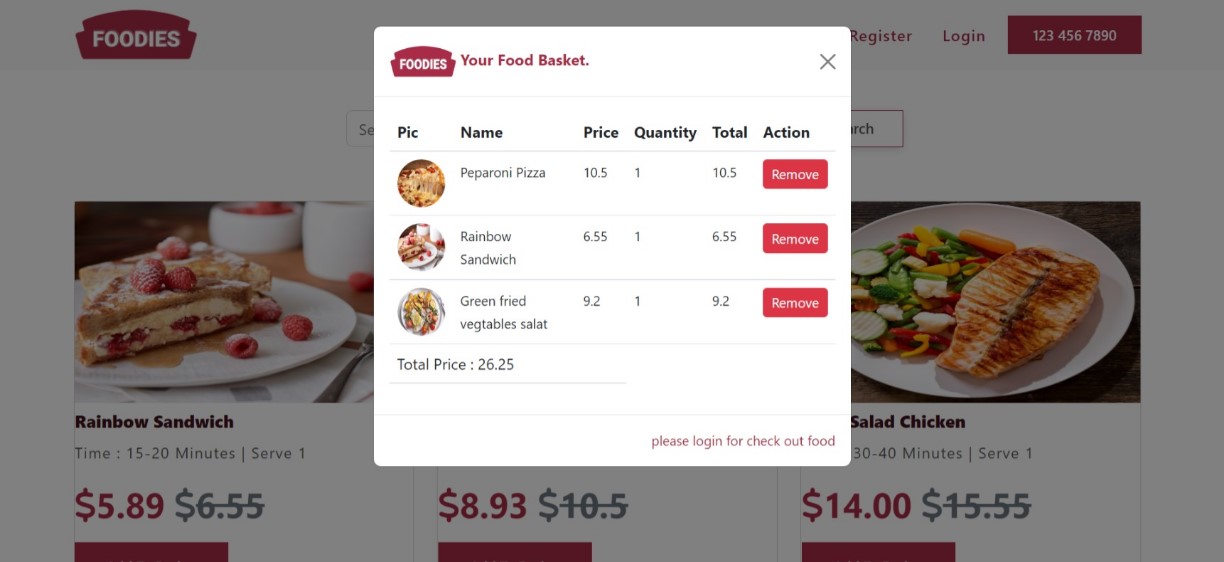 FOODIES
Register Login 123 456 7890
FOODIES Your Food Basket.
Pic Name Price Quantity Total Action
Peparoni Pizza 10.5 1 10.5 Remove
Rainbow 6.55 1 6.55 Remove
Sandwich
Green fried 9.2 1 9.2 Remove
vegtables salat
Total Price : 26.25
please login for check out food
Rainbow Sandwich
Salad Chicken
Time : 15-20 Minutes | Serve 1
30-40 Minutes | Serve 1
$5.89 $6.55
$8.93 $10.5
$14.00 $15.55